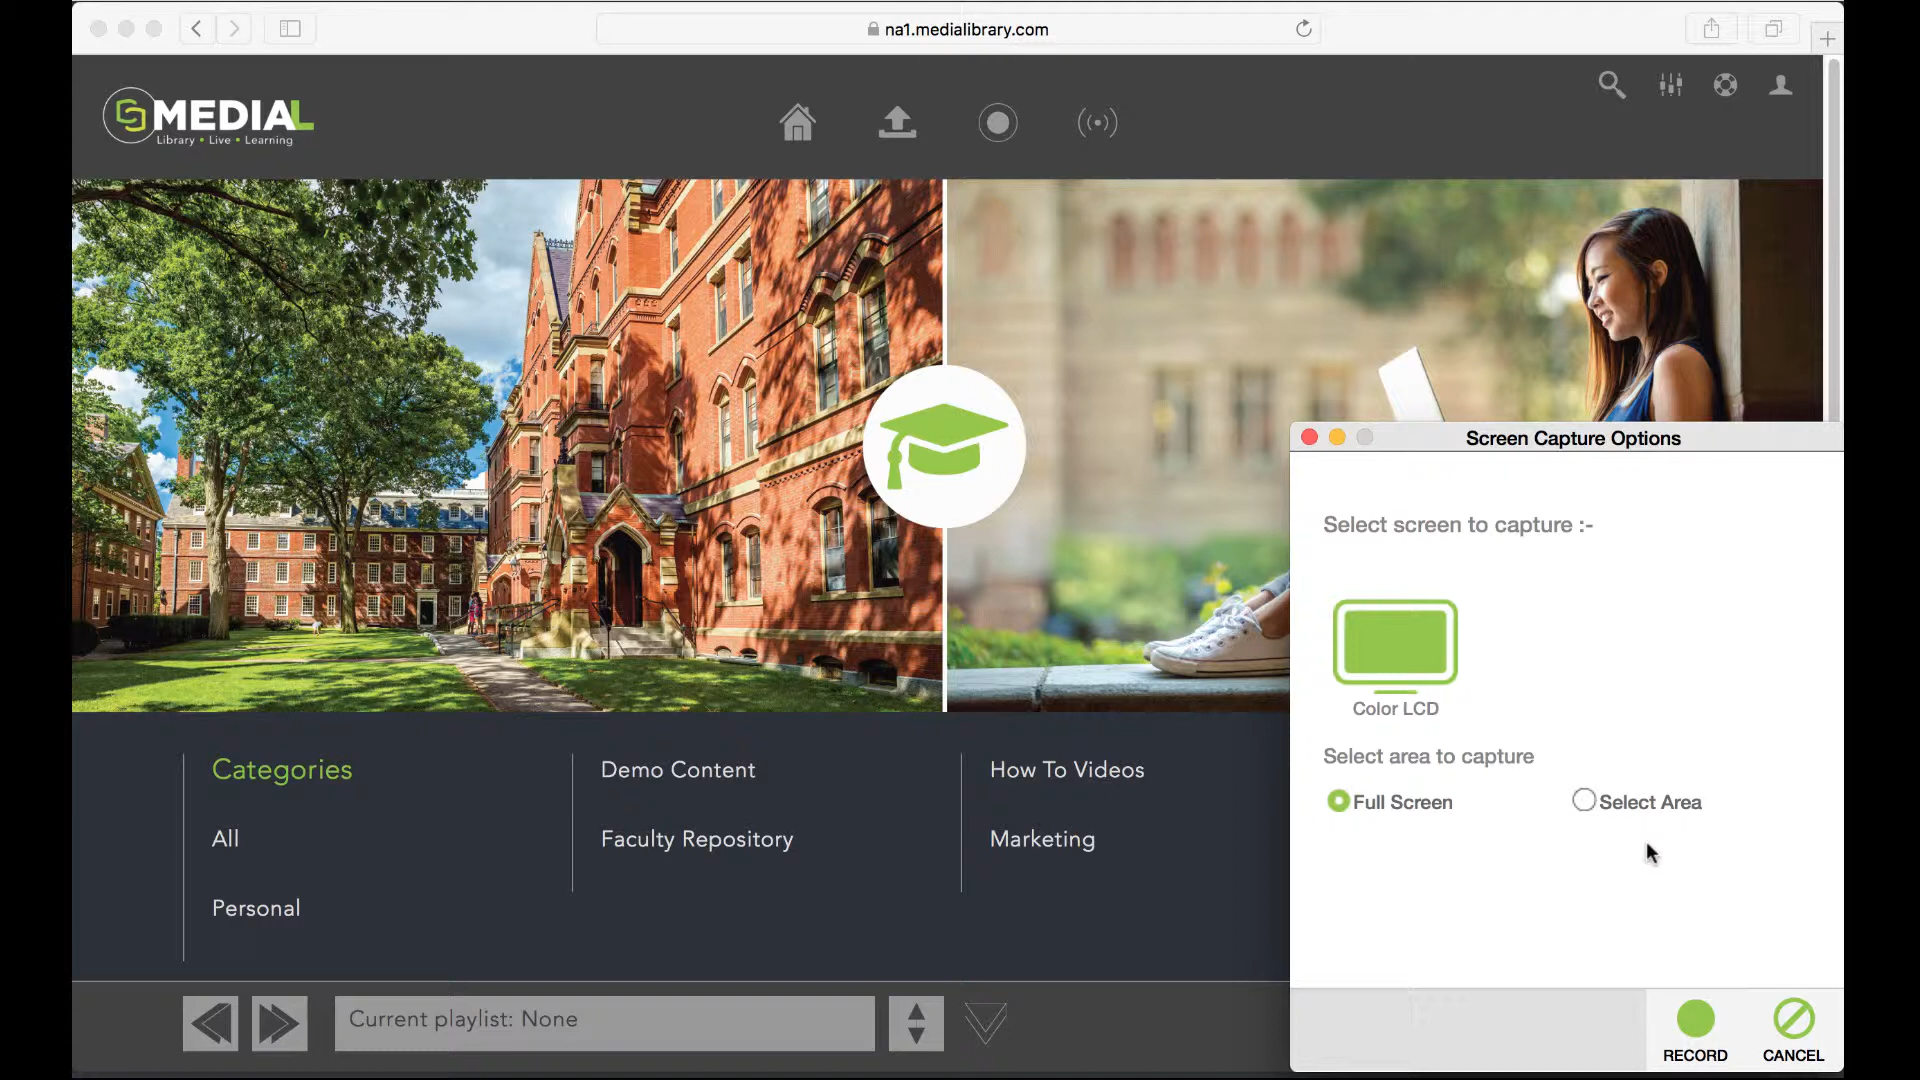 na1.medialibrary.com
MEDIAL
Library • Live • Learning
Screen Capture Options
Select screen to capture :-
Color LCD
Select area to capture
Full Screen
Select Area
RECORD
CANCEL
Categories
All
Personal
Demo Content
Faculty Repository
How To Videos
Marketing
Current playlist: None